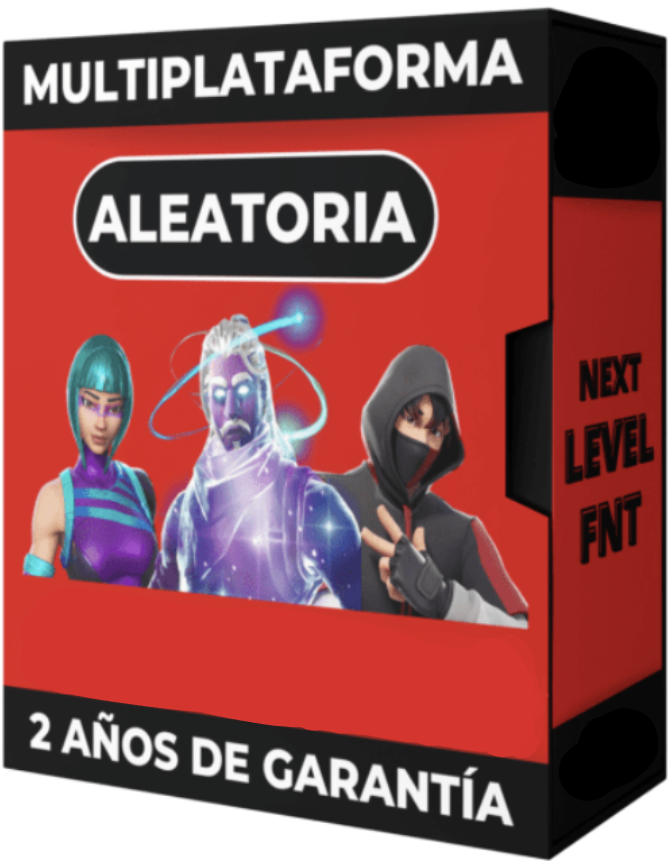 MULTIPLATAFORMA
ALEATORIA
2 AÑOS DE GARANTÍA
NEXT
LEVEL
FNT